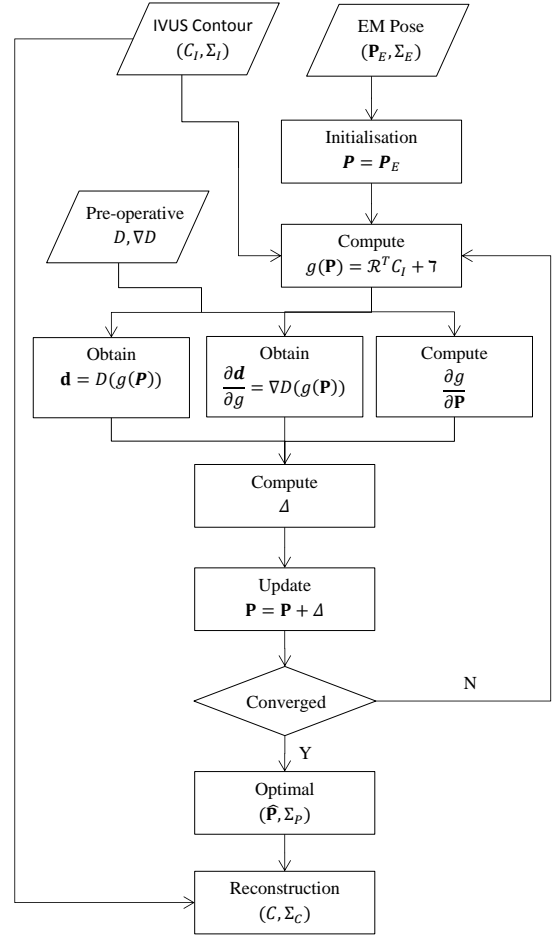 IVUS Contour
(C_I, Σ_I)
EM Pose
(P_E, Σ_E)
Initialisation
P = P_E
Pre-operative
D, ∇D
Compute
g(P) = ℛ^T C_I + ℸ
Obtain
d = D(g(P))
Obtain
∂d/∂g = ∇D(g(P))
Compute
∂g/∂P
Compute
Δ
Update
P = P + Δ
Converged
N
Y
Optimal
(P̂, Σ_P)
Reconstruction
(C, Σ_C)